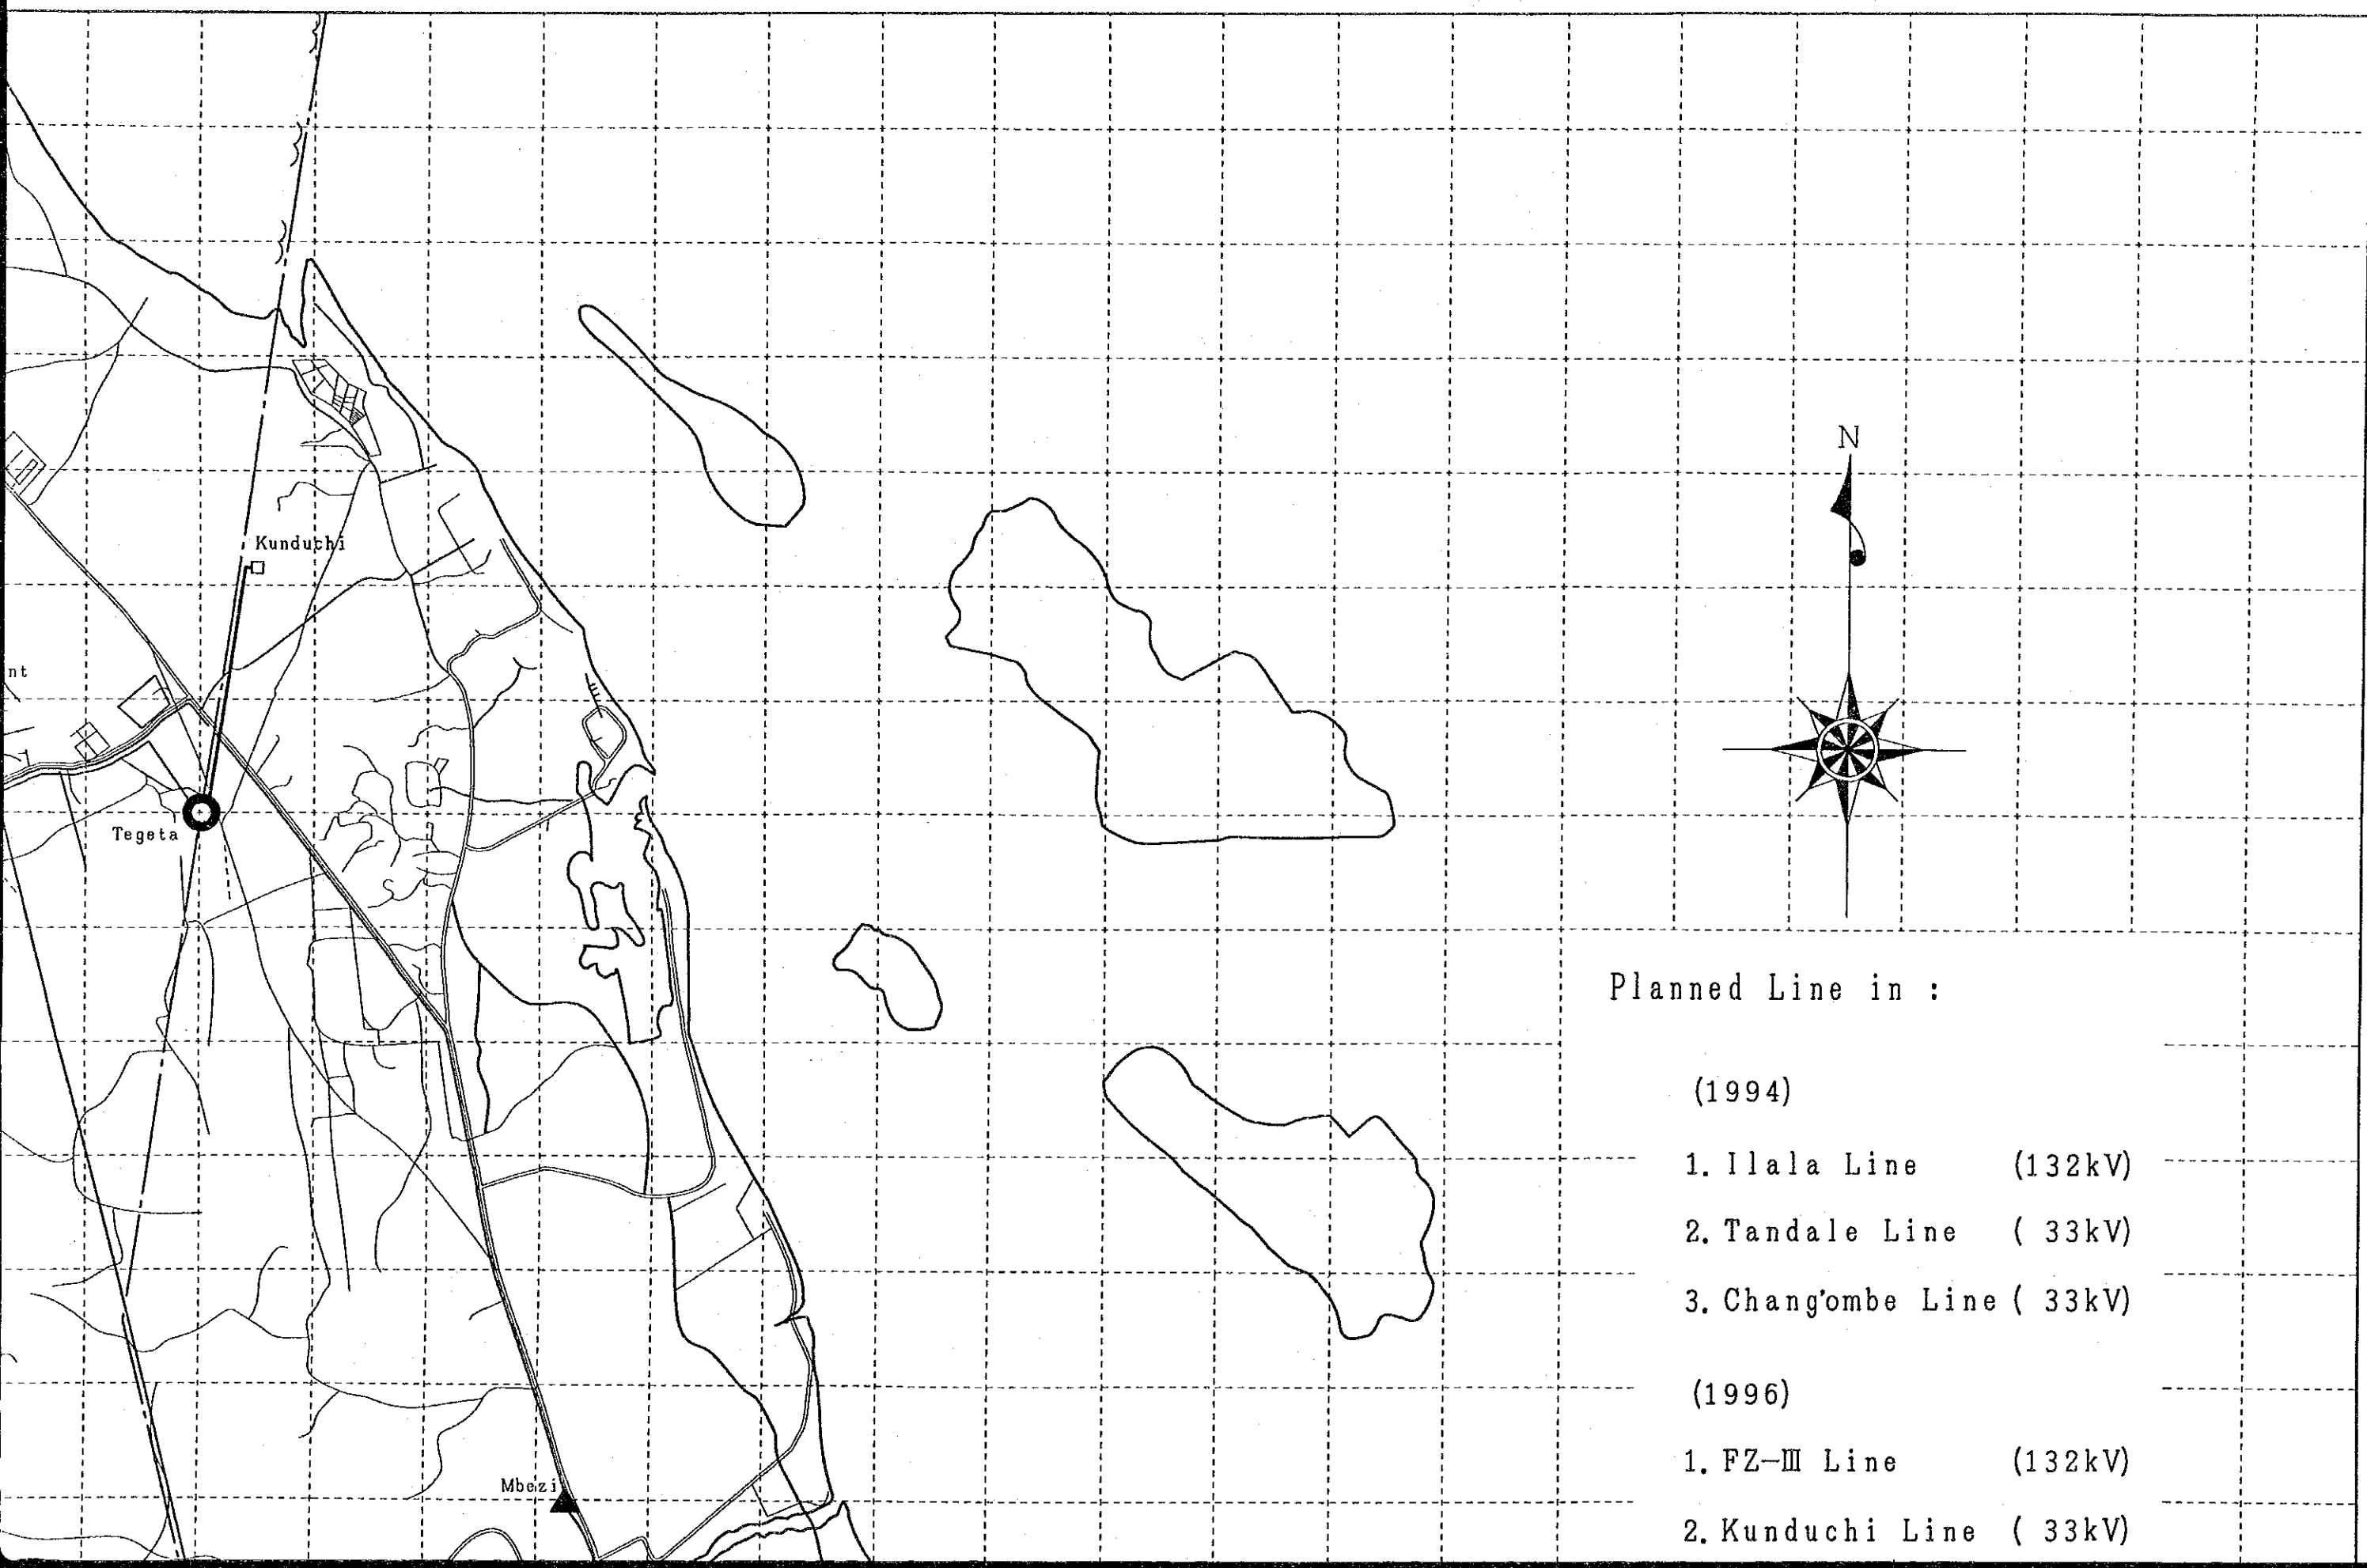 N
Kunduchi
nt
Tegeta
Mbezi
Planned Line in :
(1994)
1. Ilala Line (132kV)
2. Tandale Line ( 33kV)
3. Chang'ombe Line ( 33kV)
(1996)
1. FZ-III Line (132kV)
2. Kunduchi Line ( 33kV)